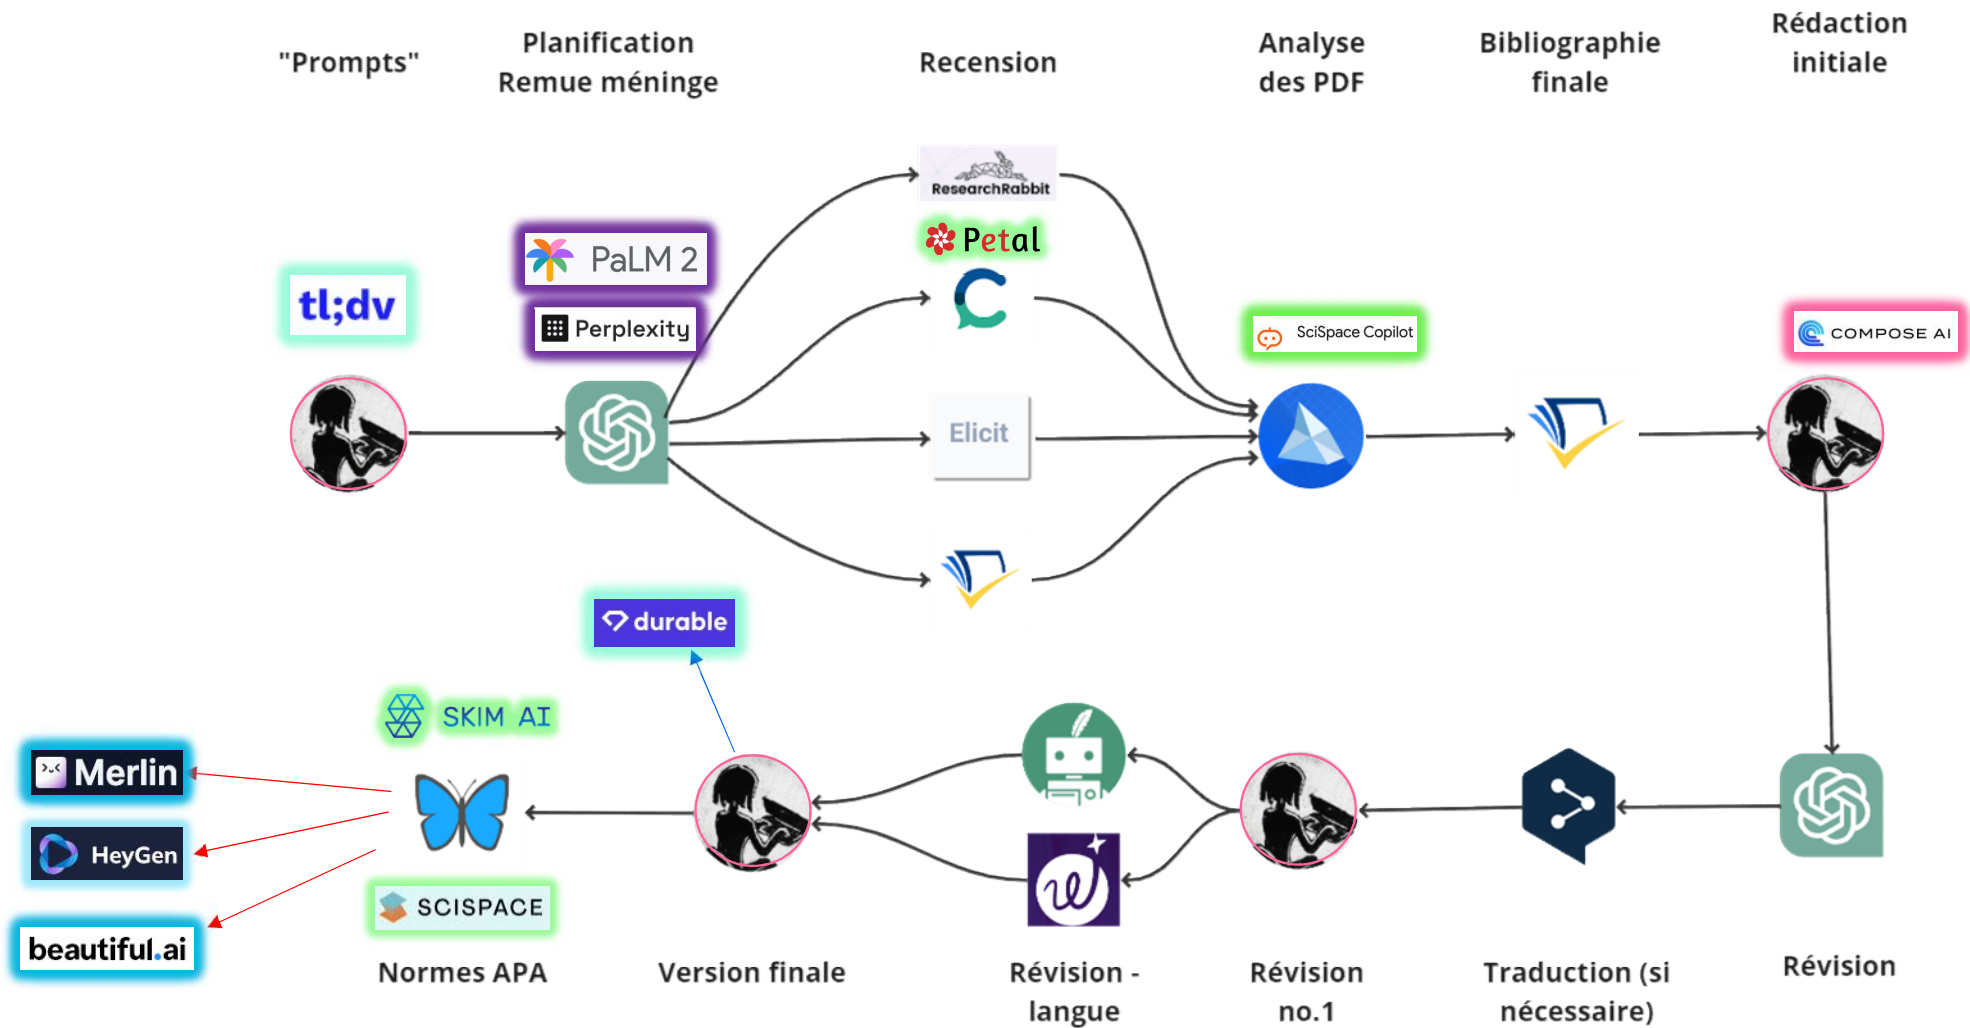 "Prompts"
Planification
Remue méninge
Recension
Analyse
des PDF
Bibliographie
finale
Rédaction
initiale
ResearchRabbit
Petal
PaLM 2
tl;dv
Perplexity
SciSpace Copilot
COMPOSE AI
Elicit
durable
SKIM AI
Merlin
HeyGen
SCISPACE
beautiful.ai
Normes APA
Version finale
Révision -
langue
Révision
no.1
Traduction (si
nécessaire)
Révision